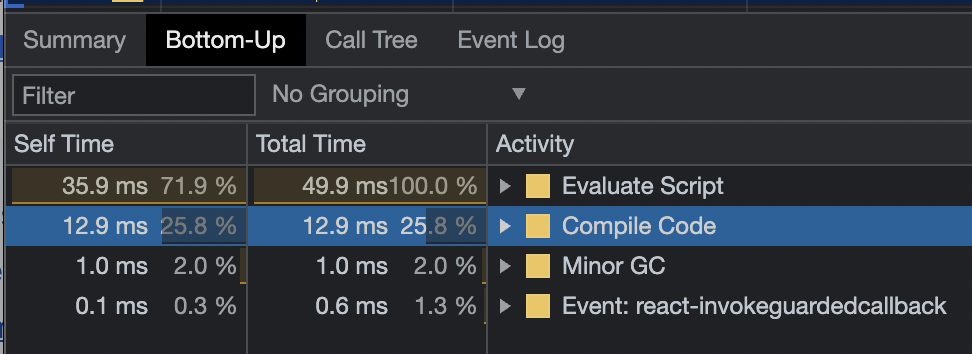 Summary Bottom-Up Call Tree Event Log
Filter No Grouping ▼
Self Time Total Time Activity
35.9 ms 71.9 % 49.9 ms 100.0 % Evaluate Script
12.9 ms 25.8 % 12.9 ms 25.8 % Compile Code
1.0 ms 2.0 % 1.0 ms 2.0 % Minor GC
0.1 ms 0.3 % 0.6 ms 1.3 % Event: react-invokeguardedcallback